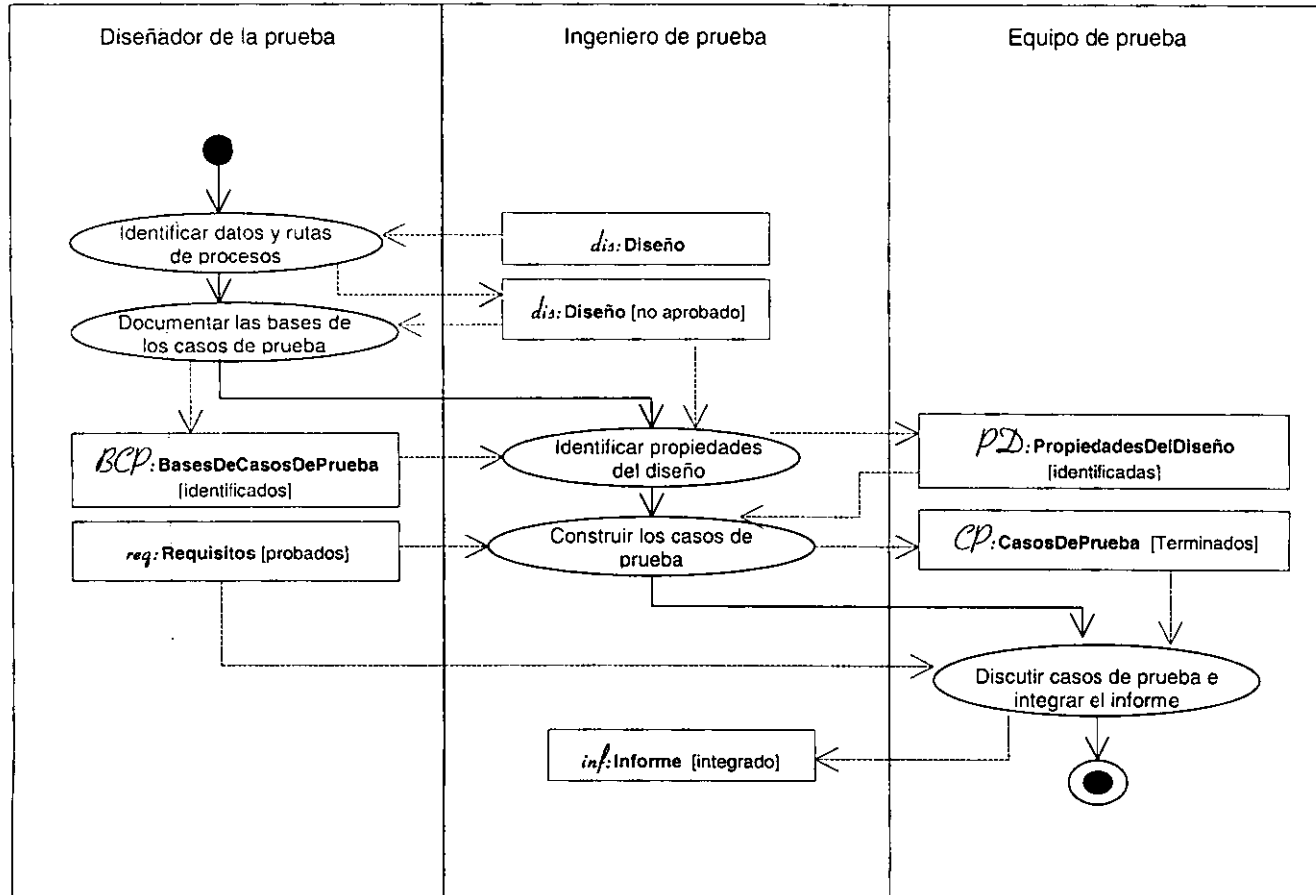 Diseñador de la prueba
Ingeniero de prueba
Equipo de prueba
Identificar datos y rutas
de procesos
dis: Diseño
dis: Diseño [no aprobado]
Documentar las bases de
los casos de prueba
BCP: BasesDeCasosDePrueba
[identificados]
Identificar propiedades
del diseño
PD: PropiedadesDelDiseño
[identificadas]
req: Requisitos [probados]
Construir los casos de
prueba
CP: CasosDePrueba [Terminados]
Discutir casos de prueba e
integrar el informe
inf: Informe [integrado]